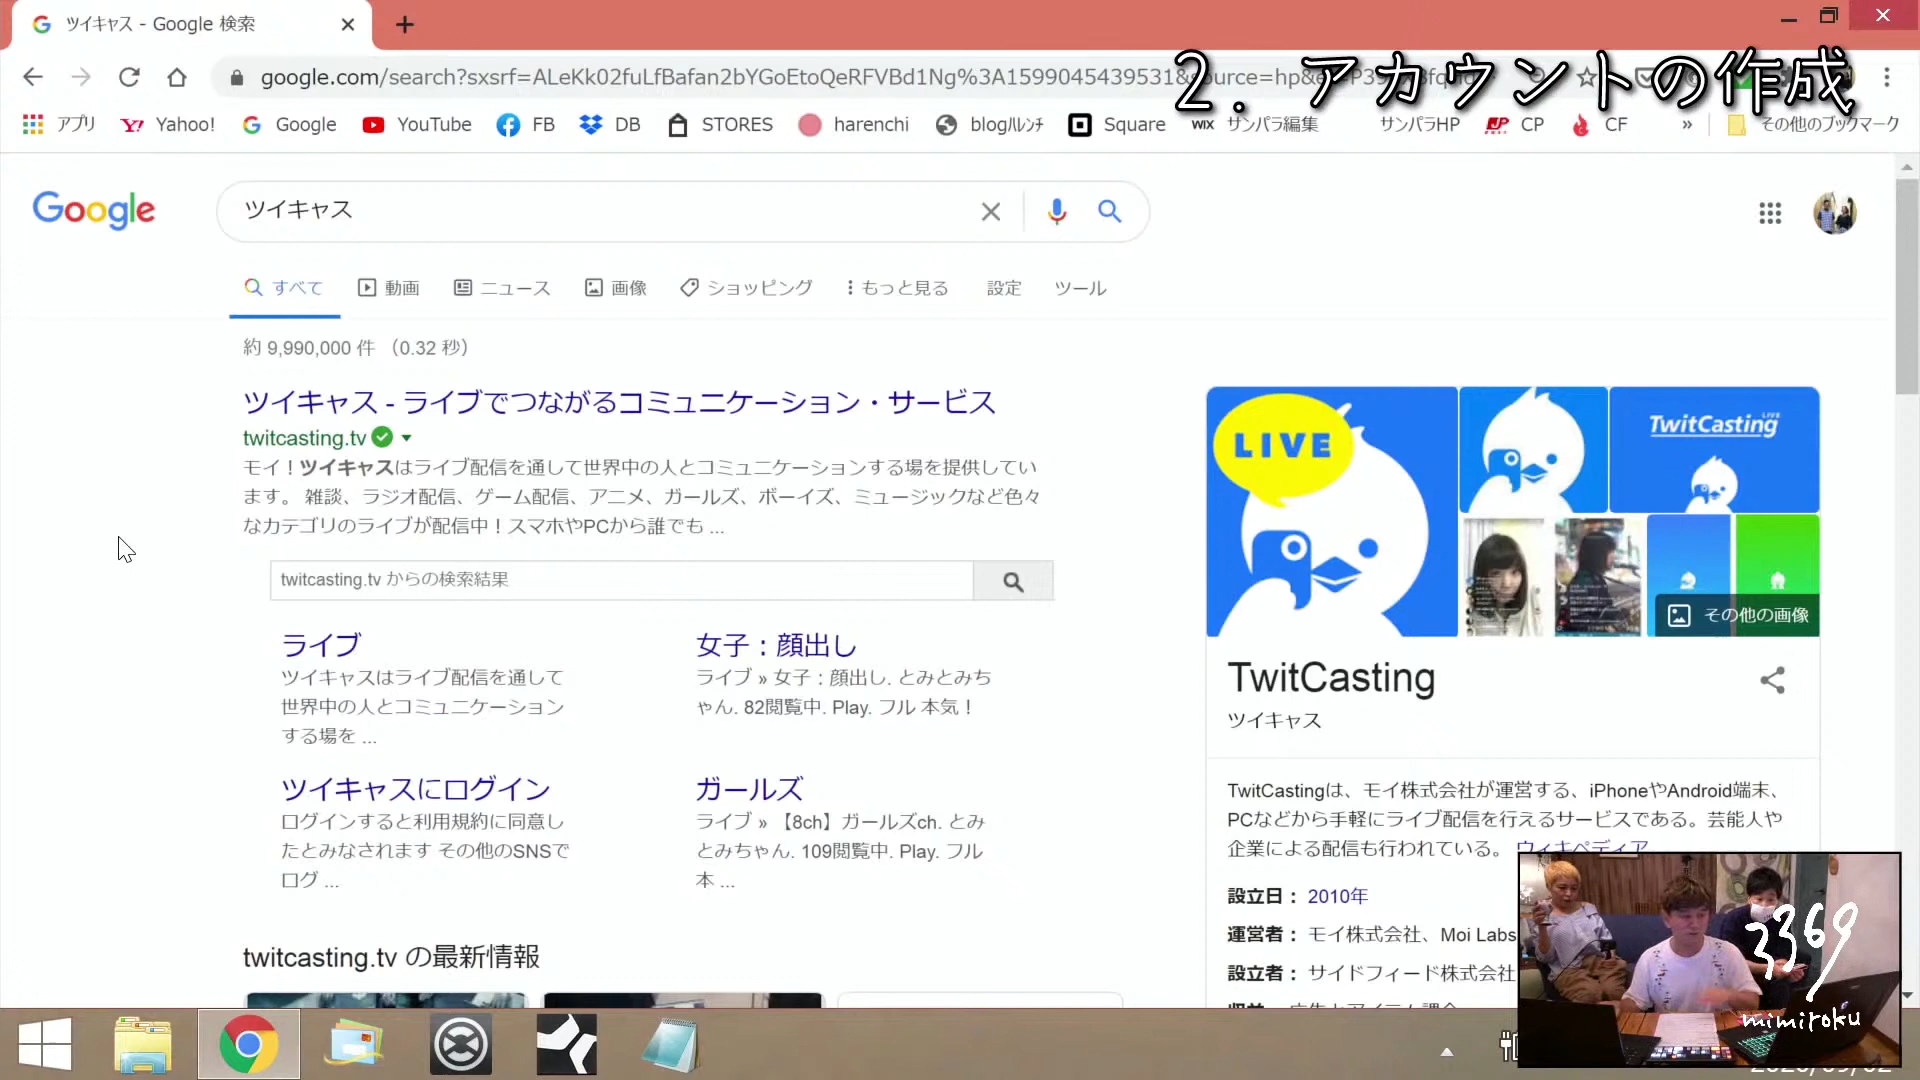 ツイキャス - Google 検索
google.com/search?sxsrf=ALeKk02fuLfBafan2bYGoEtoQeRFVBd1Ng%3A1599045439531&source=hp&
2．アカウントの作成
アプリ Yahoo! Google YouTube FB DB STORES harenchi blogハレンチ Square WIX サンパラ編集 サンパラHP CP CF » その他のブックマーク
Google
ツイキャス
すべて 動画 ニュース 画像 ショッピング もっと見る 設定 ツール
約 9,990,000 件 （0.32 秒）
ツイキャス - ライブでつながるコミュニケーション・サービス
twitcasting.tv
モイ！ツイキャスはライブ配信を通して世界中の人とコミュニケーションする場を提供してい
ます。 雑談、ラジオ配信、ゲーム配信、アニメ、ガールズ、ボーイズ、ミュージックなど色々
なカテゴリのライブが配信中！スマホやPCから誰でも ...
twitcasting.tv からの検索結果
ライブ
ツイキャスはライブ配信を通して
世界中の人とコミュニケーション
する場を ...
女子：顔出し
ライブ » 女子：顔出し. とみとみち
ゃん. 82閲覧中. Play. フル 本気！
ツイキャスにログイン
ログインすると利用規約に同意し
たとみなされます その他のSNSで
ログ ...
ガールズ
ライブ » 【8ch】ガールズch. とみ
とみちゃん. 109閲覧中. Play. フル
本 ...
twitcasting.tv の最新情報
LIVE
TwitCasting LIVE
その他の画像
TwitCasting
ツイキャス
TwitCastingは、モイ株式会社が運営する、iPhoneやAndroid端末、
PCなどから手軽にライブ配信を行えるサービスである。芸能人や
企業による配信も行われている。 ウィキペディア
設立日： 2010年
運営者： モイ株式会社、Moi Labs
設立者： サイドフィード株式会社
3369
mimiroku